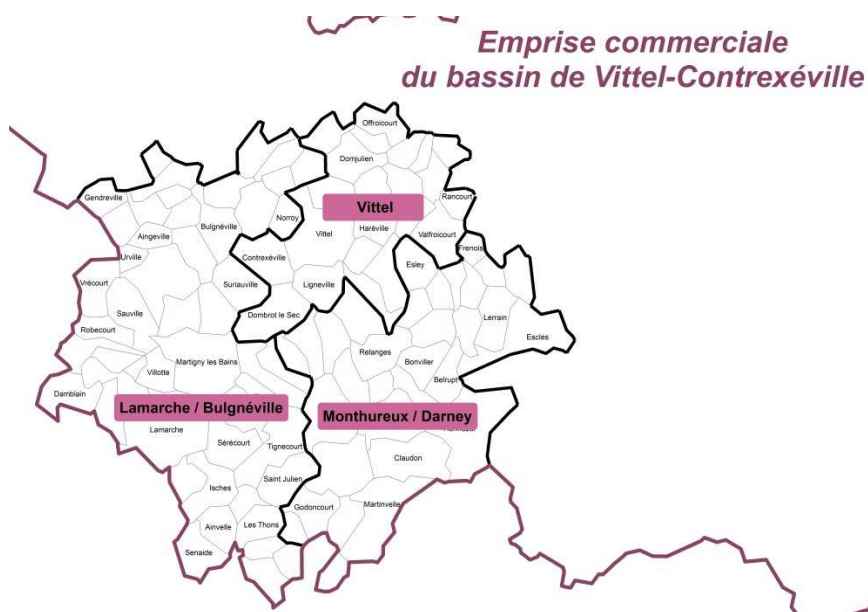 Emprise commerciale
du bassin de Vittel-Contrexéville
Offroicourt
Domjulien
Gendreville
Rancourt
Vittel
Norroy
Bulgnéville
Haréville
Vittel
Aingeville
Valfroicourt
Frenois
Urville
Contrexéville
Esley
Suriauville
Ligneville
Vrécourt
Sauville
Dombrot le Sec
Lerrain
Robecourt
Escles
Relanges
Martigny les Bains
Bonviller
Villotte
Belrupt
Damblain
Lamarche / Bulgnéville
Monthureux / Darney
Lamarche
Sérécourt
Tignecourt
Claudon
Saint Julien
Isches
Martinvelle
Godoncourt
Ainvelle
Les Thons
Senaide